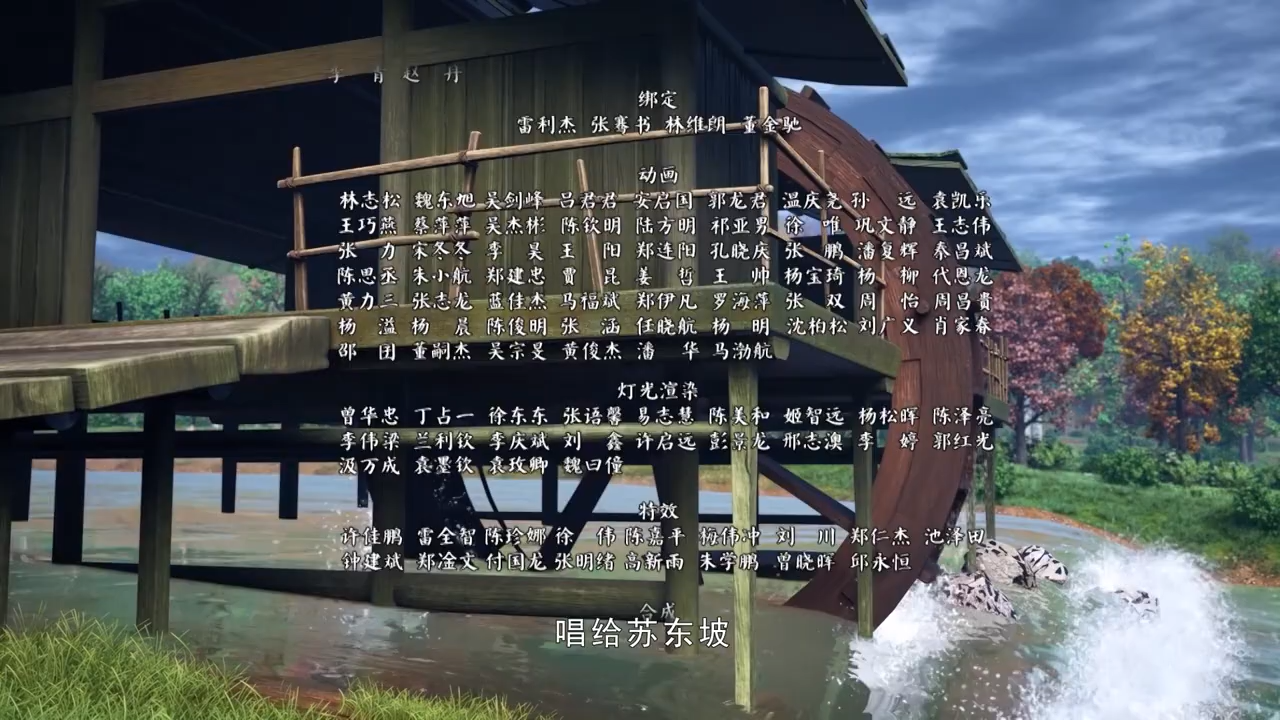 李 青 赵 丹
绑定
雷利杰 张骞书 林维朗 董金驰
动画
林志松 魏东旭 吴剑峰 吕君君 安启国 郭龙君 温庆尧 孙 远 袁凯乐
王巧燕 蔡萍萍 吴杰彬 陈钦明 陆方明 祁亚男 徐 唯 巩文静 王志伟
张 力 宋冬冬 李 昊 王 阳 郑连阳 孔晓庆 张 鹏 潘复辉 秦昌斌
陈思丞 朱小航 郑建忠 贾 昆 姜 哲 王 帅 杨宝琦 杨 柳 代恩龙
黄力三 张志龙 蓝佳杰 马福斌 郑伊凡 罗海萍 张 双 周 怡 周昌贵
杨 溢 杨 晨 陈俊明 张 涵 任晓航 杨 明 沈柏松 刘广义 肖家春
邵 团 董嗣杰 吴宗旻 黄俊杰 潘 华 马渤航
灯光渲染
曾华忠 丁占一 徐东东 张语馨 易志慧 陈美和 姬智远 杨松晖 陈泽亮
李伟梁 兰利钦 李庆斌 刘 鑫 许启远 彭景龙 邢志澳 李 婷 郭红光
汲万成 袁墨钦 袁玫卿 魏曰僮
特效
许佳鹏 雷全智 陈珍娜 徐 伟 陈嘉平 梅伟冲 刘 川 郑仁杰 池泽田
钟建斌 郑淦文 付国龙 张明绪 高新雨 朱学鹏 曾晓晖 邱永恒
合成
唱给苏东坡